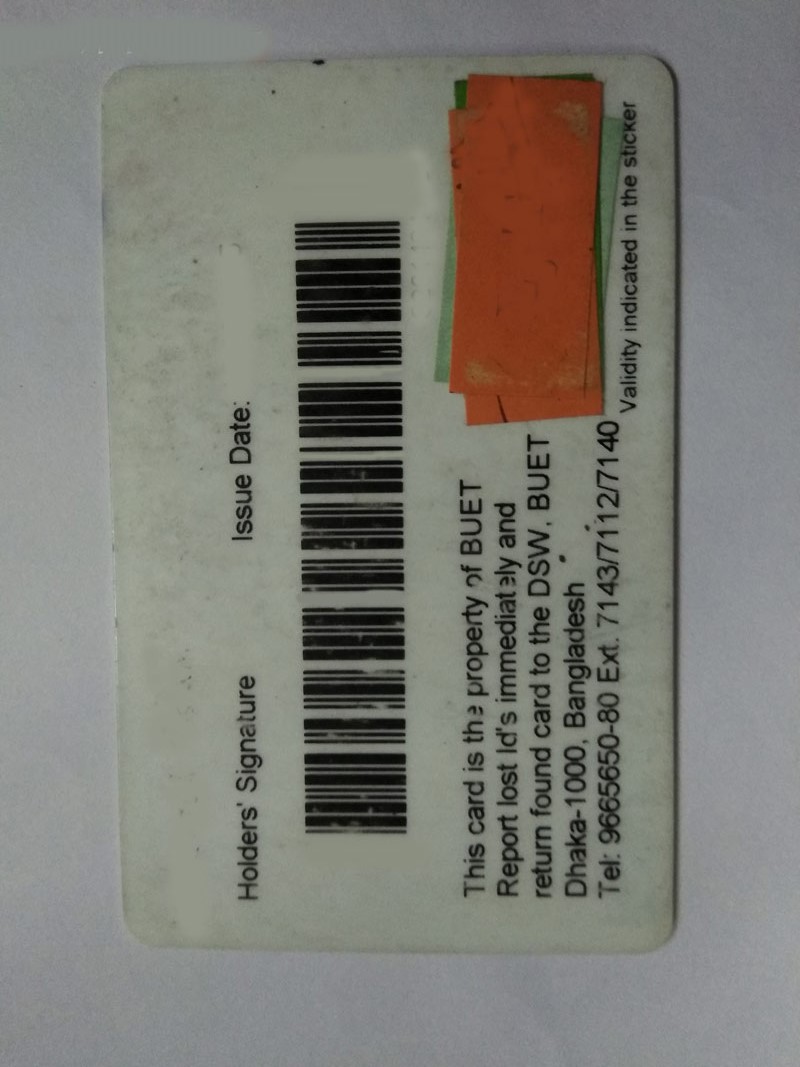 Holders' Signature
Issue Date:
This card is the property of BUET
Report lost Id's immediately and
return found card to the DSW, BUET
Dhaka-1000, Bangladesh
Tel: 9665650-80 Ext. 7143/7112/7140
Validity indicated in the sticker